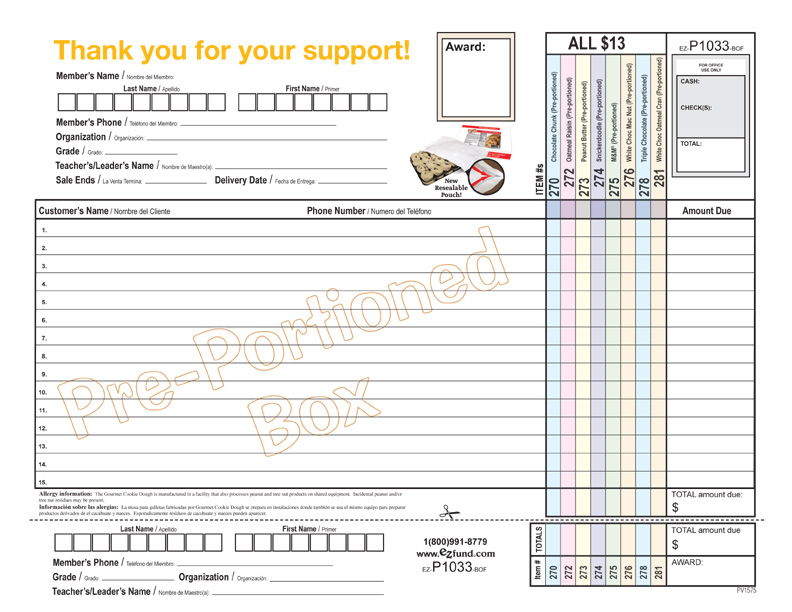 Thank you for your support!
Member's Name / Nombre del Miembro:
Last Name / Apellido
First Name / Primer
Member's Phone / Teléfono del Miembro:
Organization / Organización:
Grade / Grado:
Teacher's/Leader's Name / Nombre de Maestro(a):
Sale Ends / La Venta Termina:
Delivery Date / Fecha de Entrega:
Award:
New
Resealable
Pouch!
ALL $13
ITEM #s
270 Chocolate Chunk (Pre-portioned)
272 Oatmeal Raisin (Pre-portioned)
273 Peanut Butter (Pre-portioned)
274 Snickerdoodle (Pre-portioned)
275 M&M® (Pre-portioned)
276 White Choc Mac Nut (Pre-portioned)
278 Triple Chocolate (Pre-portioned)
281 White Choc Oatmeal Cran (Pre-portioned)
EZ-P1033-BOF
FOR OFFICE
USE ONLY
CASH:
CHECK(S):
TOTAL:
Customer's Name / Nombre del Cliente
Phone Number / Numero del Teléfono
Amount Due
1.
2.
3.
4.
5.
6.
7.
8.
9.
10.
11.
12.
13.
14.
15.
Pre-Portioned
Box
Allergy information: The Gourmet Cookie Dough is manufactured in a facility that also processes peanut and tree nut products on shared equipment. Incidental peanut and/or
tree nut residues may be present.
Información sobre las alergias: La masa para galletas fabricadas por Gourmet Cookie Dough se prepara en instalaciones donde también se usa el mismo equipo para preparar
productos derivados de el cacahuate y nueces. Esporadicamente residuos de cacahuate y nueces pueden aparecer.
TOTAL amount due:
$
Last Name / Apellido
First Name / Primer
Member's Phone / Teléfono del Miembro:
Grade / Grado:
Organization / Organización:
Teacher's/Leader's Name / Nombre de Maestro(a):
1(800)991-8779
www.ezfund.com
EZ-P1033-BOF
TOTALS
Item #
270
272
273
274
275
276
278
281
TOTAL amount due
$
AWARD:
PV1575